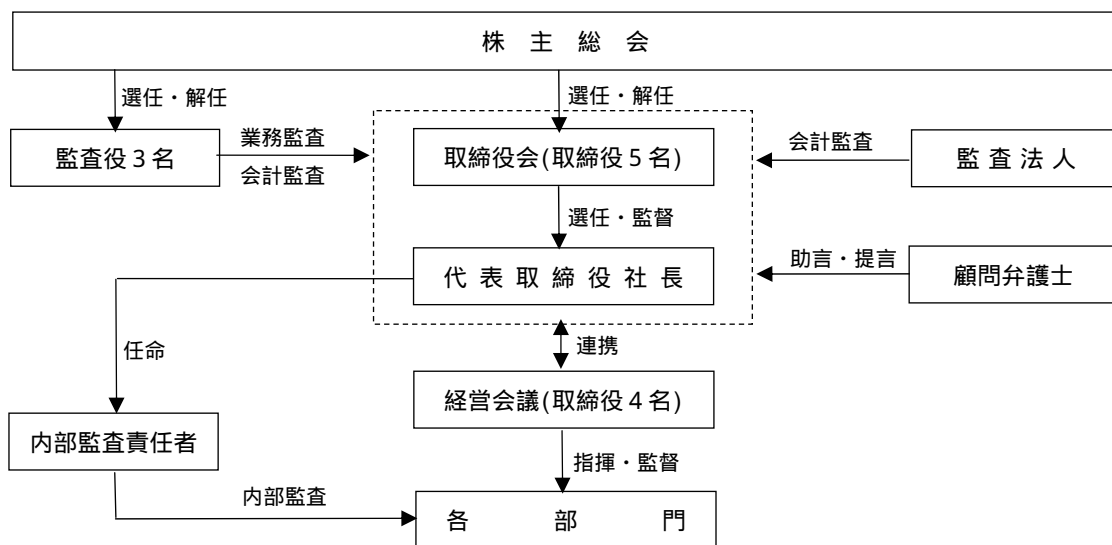 株 主 総 会
選任・解任
選任・解任
監査役３名
業務監査
会計監査
取締役会(取締役５名)
会計監査
監 査 法 人
選任・監督
代 表 取 締 役 社 長
助言・提言
顧問弁護士
任命
連携
経営会議(取締役４名)
内部監査責任者
指揮・監督
内部監査
各 部 門